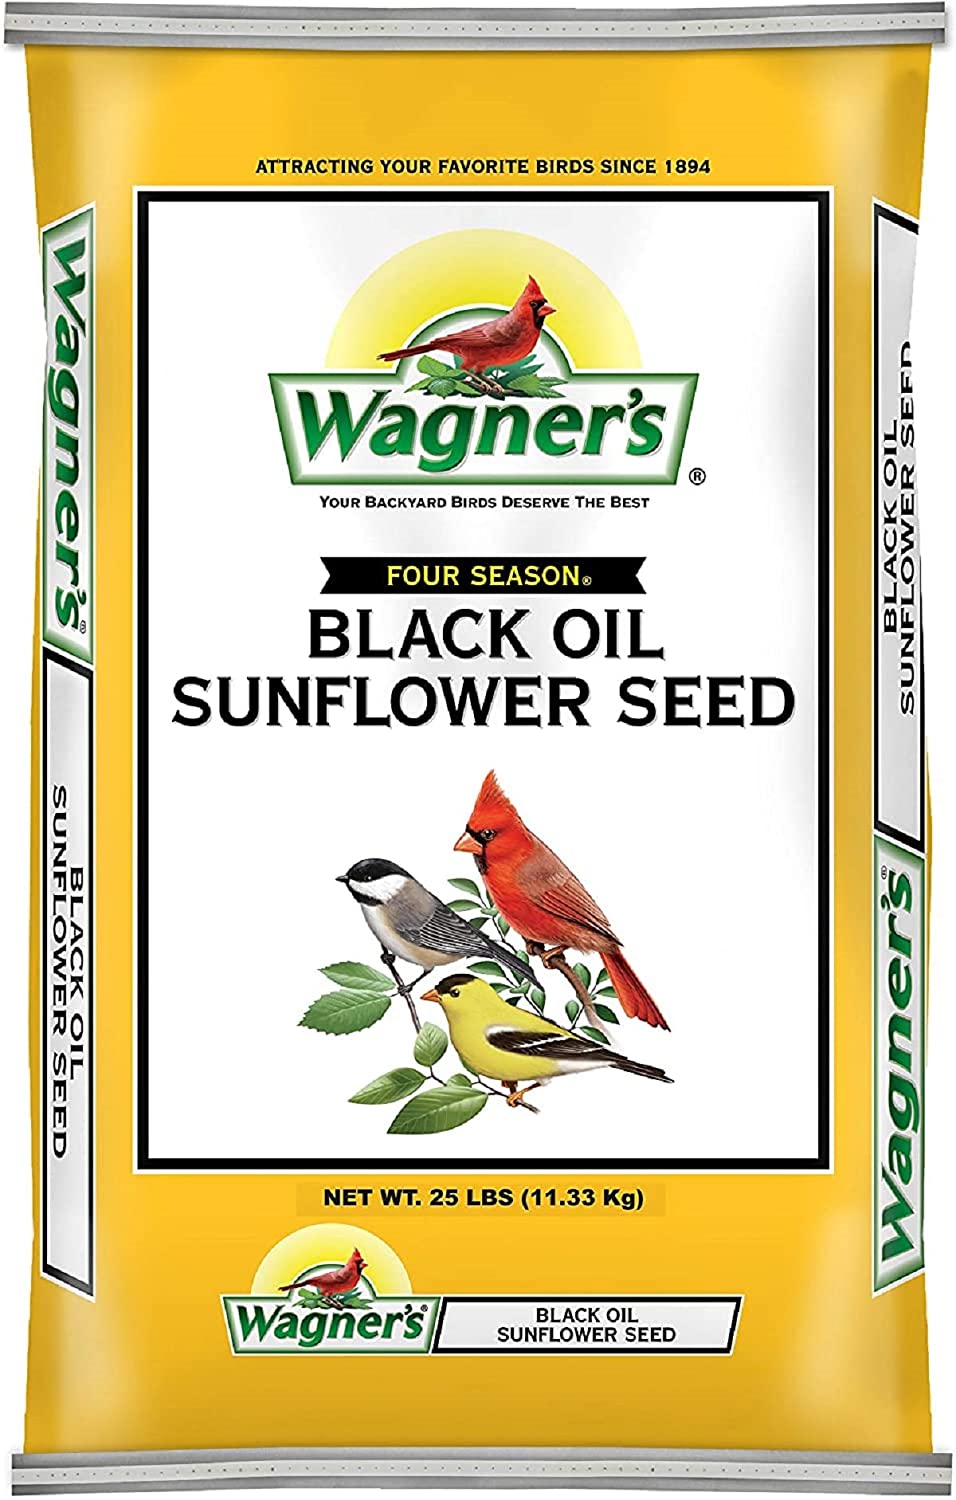 ATTRACTING YOUR FAVORITE BIRDS SINCE 1894
Wagner's®
YOUR BACKYARD BIRDS DESERVE THE BEST
FOUR SEASON®
BLACK OIL
SUNFLOWER SEED
NET WT. 25 LBS (11.33 Kg)
Wagner's®
BLACK OIL
SUNFLOWER SEED
Wagner's®
BLACK OIL
SUNFLOWER SEED
BLACK OIL
SUNFLOWER SEED
Wagner's®